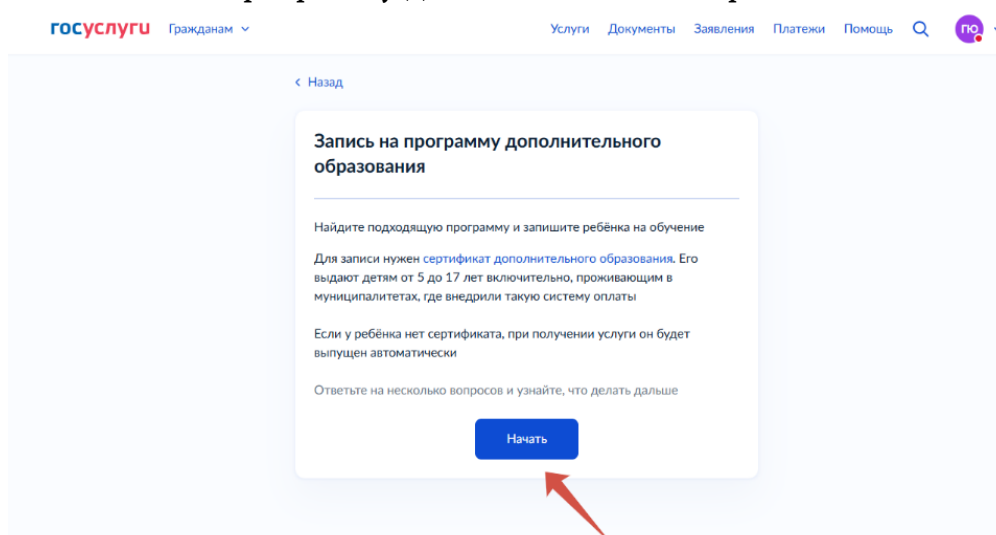 госуслуги Гражданам Услуги Документы Заявления Платежи Помощь ПЮ
Назад
Запись на программу дополнительного
образования
Найдите подходящую программу и запишите ребёнка на обучение
Для записи нужен сертификат дополнительного образования. Его
выдают детям от 5 до 17 лет включительно, проживающим в
муниципалитетах, где внедрили такую систему оплаты
Если у ребёнка нет сертификата, при получении услуги он будет
выпущен автоматически
Ответьте на несколько вопросов и узнайте, что делать дальше
Начать